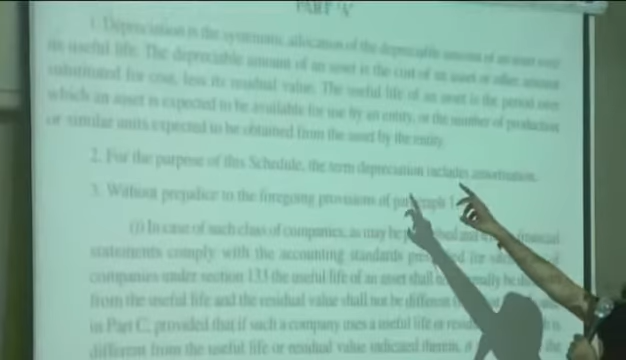 PART 'A'
1. Depreciation is the systematic allocation of the depreciable amount of an asset over
its useful life. The depreciable amount of an asset is the cost of an asset or other amount
substituted for cost, less its residual value. The useful life of an asset is the period over
which an asset is expected to be available for use by an entity, or the number of production
or similar units expected to be obtained from the asset by the entity.
2. For the purpose of this Schedule, the term depreciation includes amortisation.
3. Without prejudice to the foregoing provisions of paragraph 1
(i) In case of such class of companies, as may be and financial
statements comply with the accounting standards for such
companies under section 133 the useful life of an asset shall not be
from the useful life and the residual value shall not be different
in Part C, provided that if such a company uses a useful life or
different from the useful life or residual value indicated therein, the